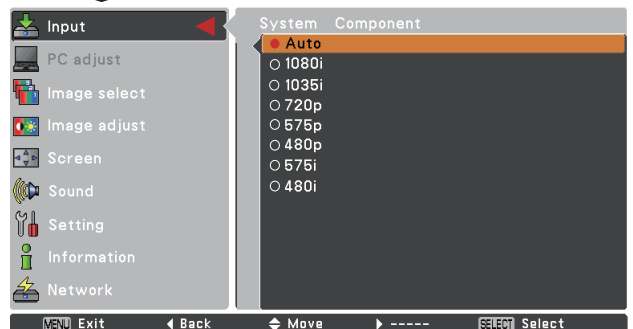 Input
PC adjust
Image select
Image adjust
Screen
Sound
Setting
Information
Network
System Component
Auto
1080i
1035i
720p
575p
480p
575i
480i
MENU Exit Back Move ----- SELECT Select